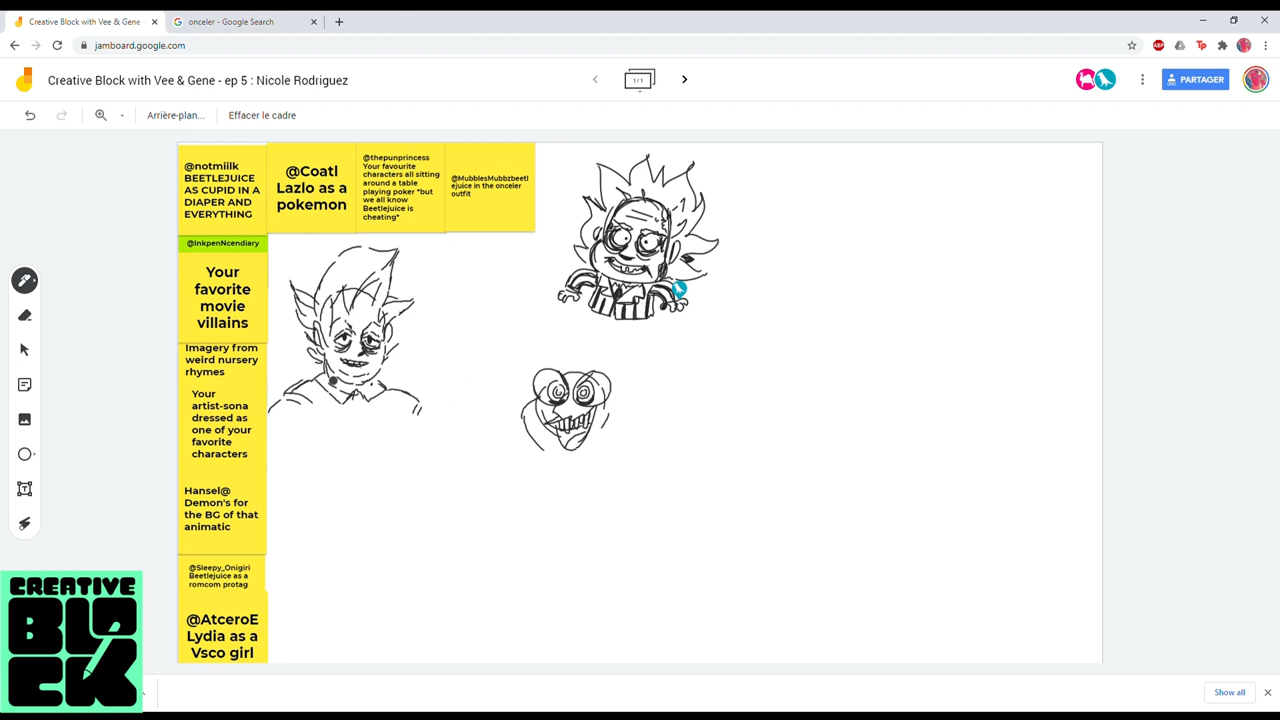 Creative Block with Vee & Gene
onceler - Google Search
jamboard.google.com
ABP
Tp
Creative Block with Vee & Gene - ep 5 : Nicole Rodriguez
1/1
PARTAGER
Arrière-plan...
Effacer le cadre
@notmiilk
BEETLEJUICE
AS CUPID IN A
DIAPER AND
EVERYTHING
@Coatl
Lazlo as a
pokemon
@thepunprincess
Your favourite
characters all sitting
around a table
playing poker *but
we all know
Beetlejuice is
cheating*
@MubblesMubbzbeetl
ejuice in the onceler
outfit
@InkpenNcendiary
Your
favorite
movie
villains
Imagery from
weird nursery
rhymes
Your
artist-sona
dressed as
one of your
favorite
characters
Hansel@
Demon's for
the BG of that
animatic
@Sleepy_Onigiri
Beetlejuice as a
romcom protag
@AtceroE
Lydia as a
Vsco girl
CREATIVE
BLOCK
Show all